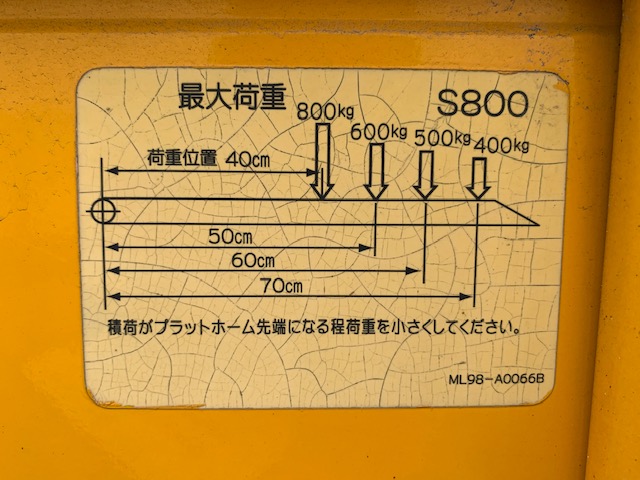 最大荷重
S800
800kg
600kg
500kg
400kg
荷重位置 40cm
50cm
60cm
70cm
積荷がプラットホーム先端になる程荷重を小さくしてください。
ML98-A0066B